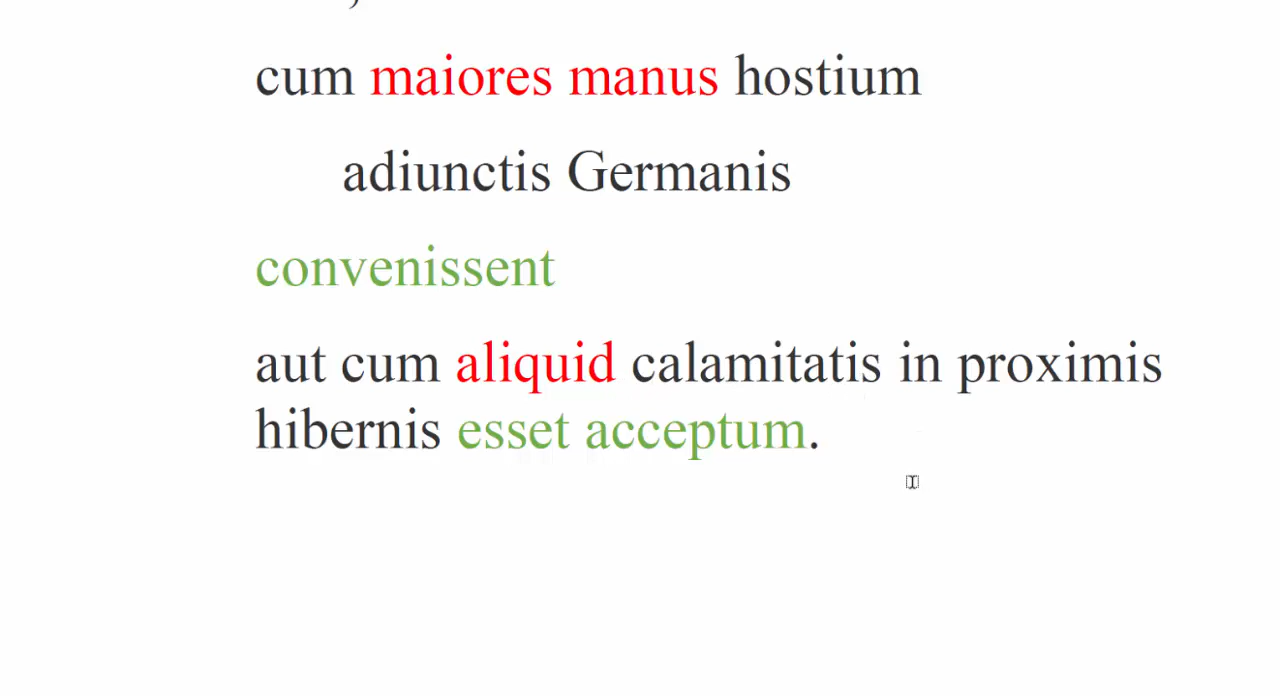 cum maiores manus hostium
adiunctis Germanis
convenissent
aut cum aliquid calamitatis in proximis
hibernis esset acceptum.